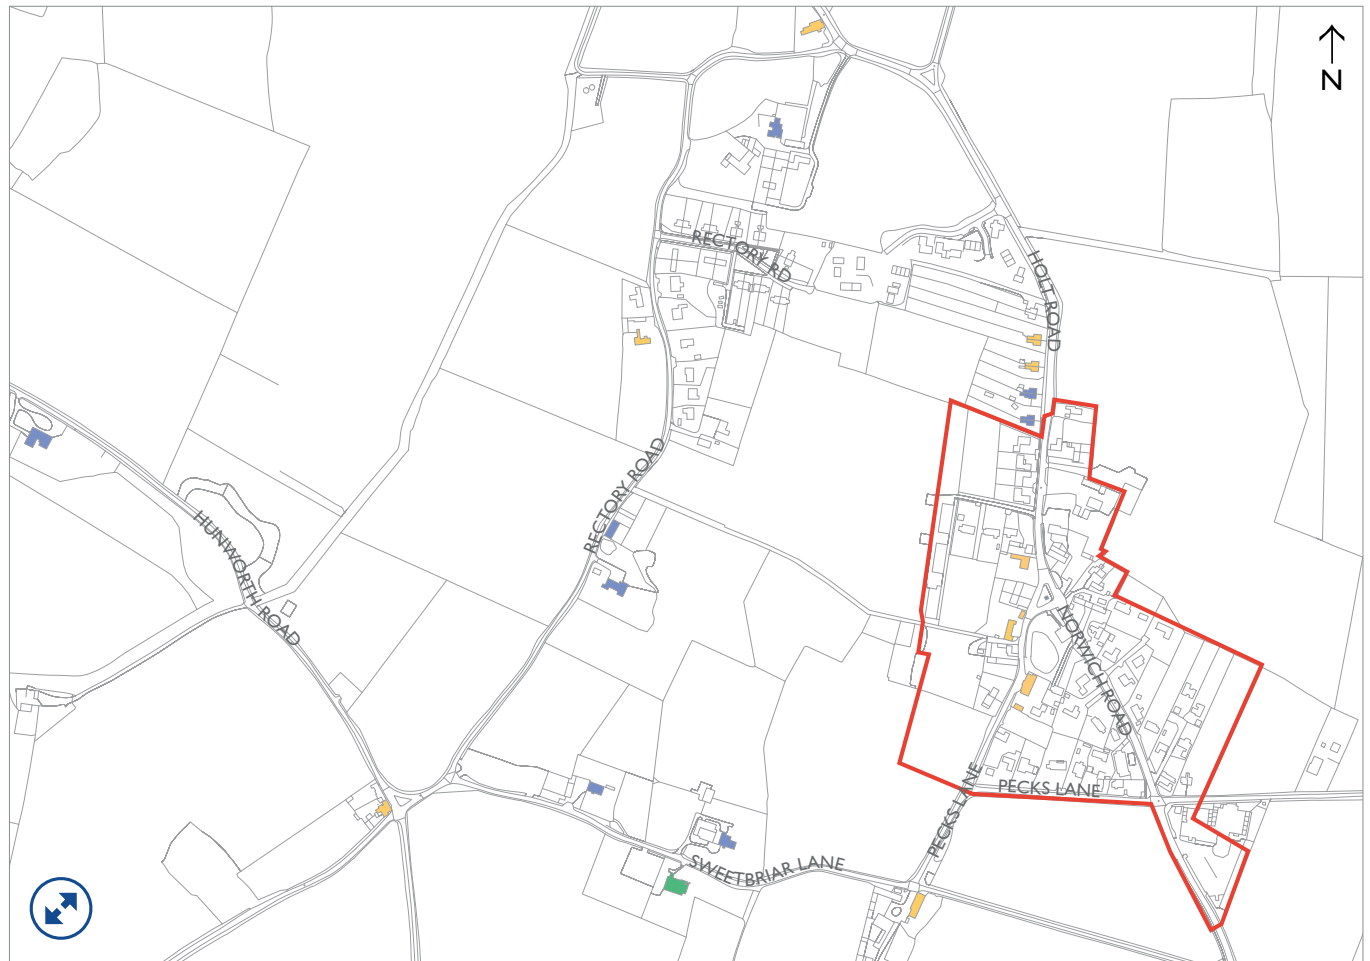 N
RECTORY RD
HOLT ROAD
RECTORY ROAD
HUNWORTH ROAD
NORWICH ROAD
PECKS LANE
PECKS LANE
SWEETBRIAR LANE